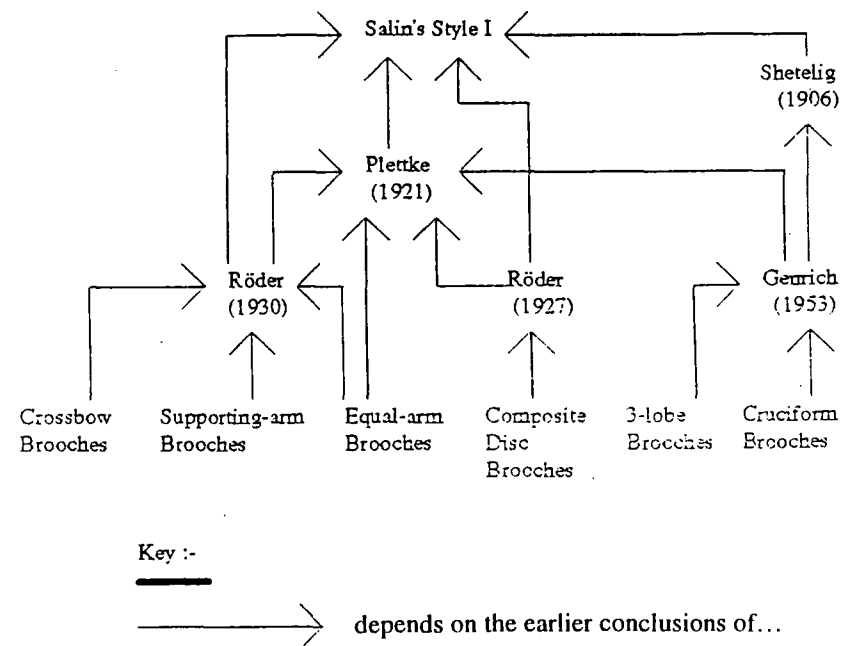 Salin's Style I
Shetelig
(1906)
Plettke
(1921)
Röder
(1930)
Röder
(1927)
Genrich
(1953)
Crossbow
Brooches
Supporting-arm
Brooches
Equal-arm
Brooches
Composite
Disc
Brooches
3-lobe
Brooches
Cruciform
Brooches
Key :-
depends on the earlier conclusions of...